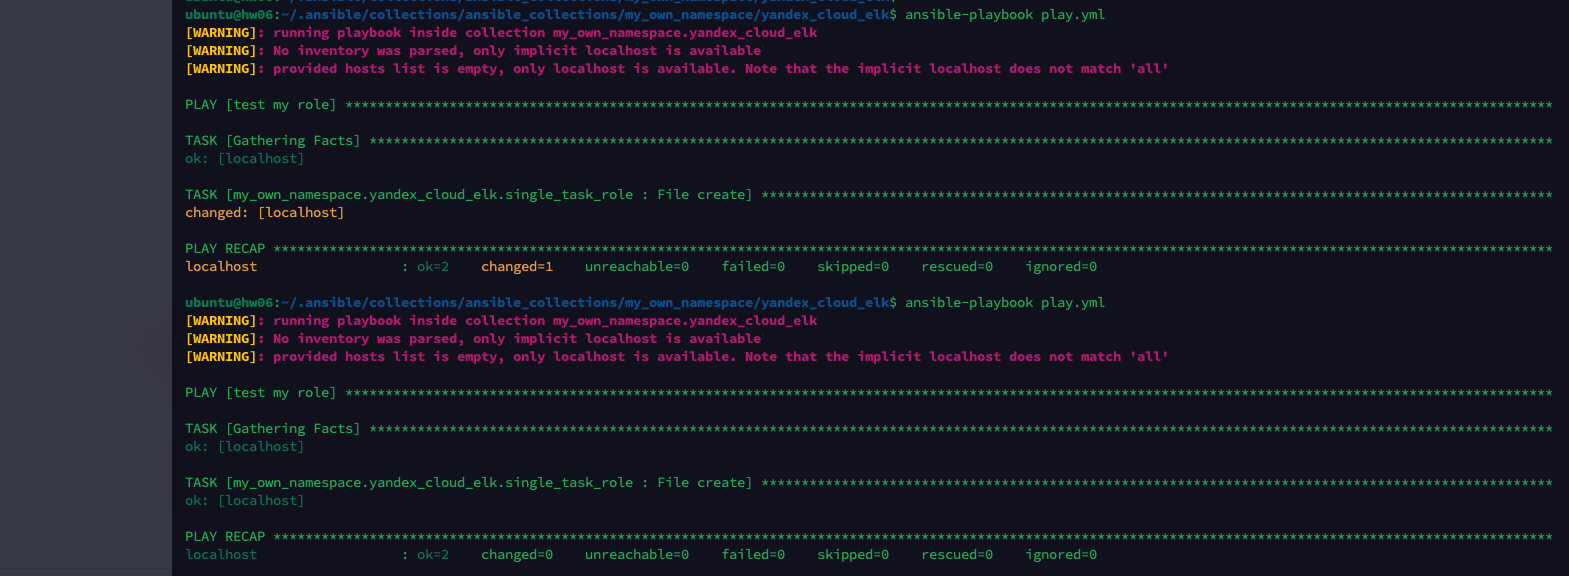 ubuntu@hw06:~/.ansible/collections/ansible_collections/my_own_namespace/yandex_cloud_elk$ ansible-playbook play.yml
[WARNING]: running playbook inside collection my_own_namespace.yandex_cloud_elk
[WARNING]: No inventory was parsed, only implicit localhost is available
[WARNING]: provided hosts list is empty, only localhost is available. Note that the implicit localhost does not match 'all'
PLAY [test my role] *******************************************************************************************************************************************************
TASK [Gathering Facts] ****************************************************************************************************************************************************
ok: [localhost]
TASK [my_own_namespace.yandex_cloud_elk.single_task_role : File create] ***************************************************************************************************
changed: [localhost]
PLAY RECAP ****************************************************************************************************************************************************************
localhost                  : ok=2    changed=1    unreachable=0    failed=0    skipped=0    rescued=0    ignored=0
ubuntu@hw06:~/.ansible/collections/ansible_collections/my_own_namespace/yandex_cloud_elk$ ansible-playbook play.yml
[WARNING]: running playbook inside collection my_own_namespace.yandex_cloud_elk
[WARNING]: No inventory was parsed, only implicit localhost is available
[WARNING]: provided hosts list is empty, only localhost is available. Note that the implicit localhost does not match 'all'
PLAY [test my role] *******************************************************************************************************************************************************
TASK [Gathering Facts] ****************************************************************************************************************************************************
ok: [localhost]
TASK [my_own_namespace.yandex_cloud_elk.single_task_role : File create] ***************************************************************************************************
ok: [localhost]
PLAY RECAP ****************************************************************************************************************************************************************
localhost                  : ok=2    changed=0    unreachable=0    failed=0    skipped=0    rescued=0    ignored=0